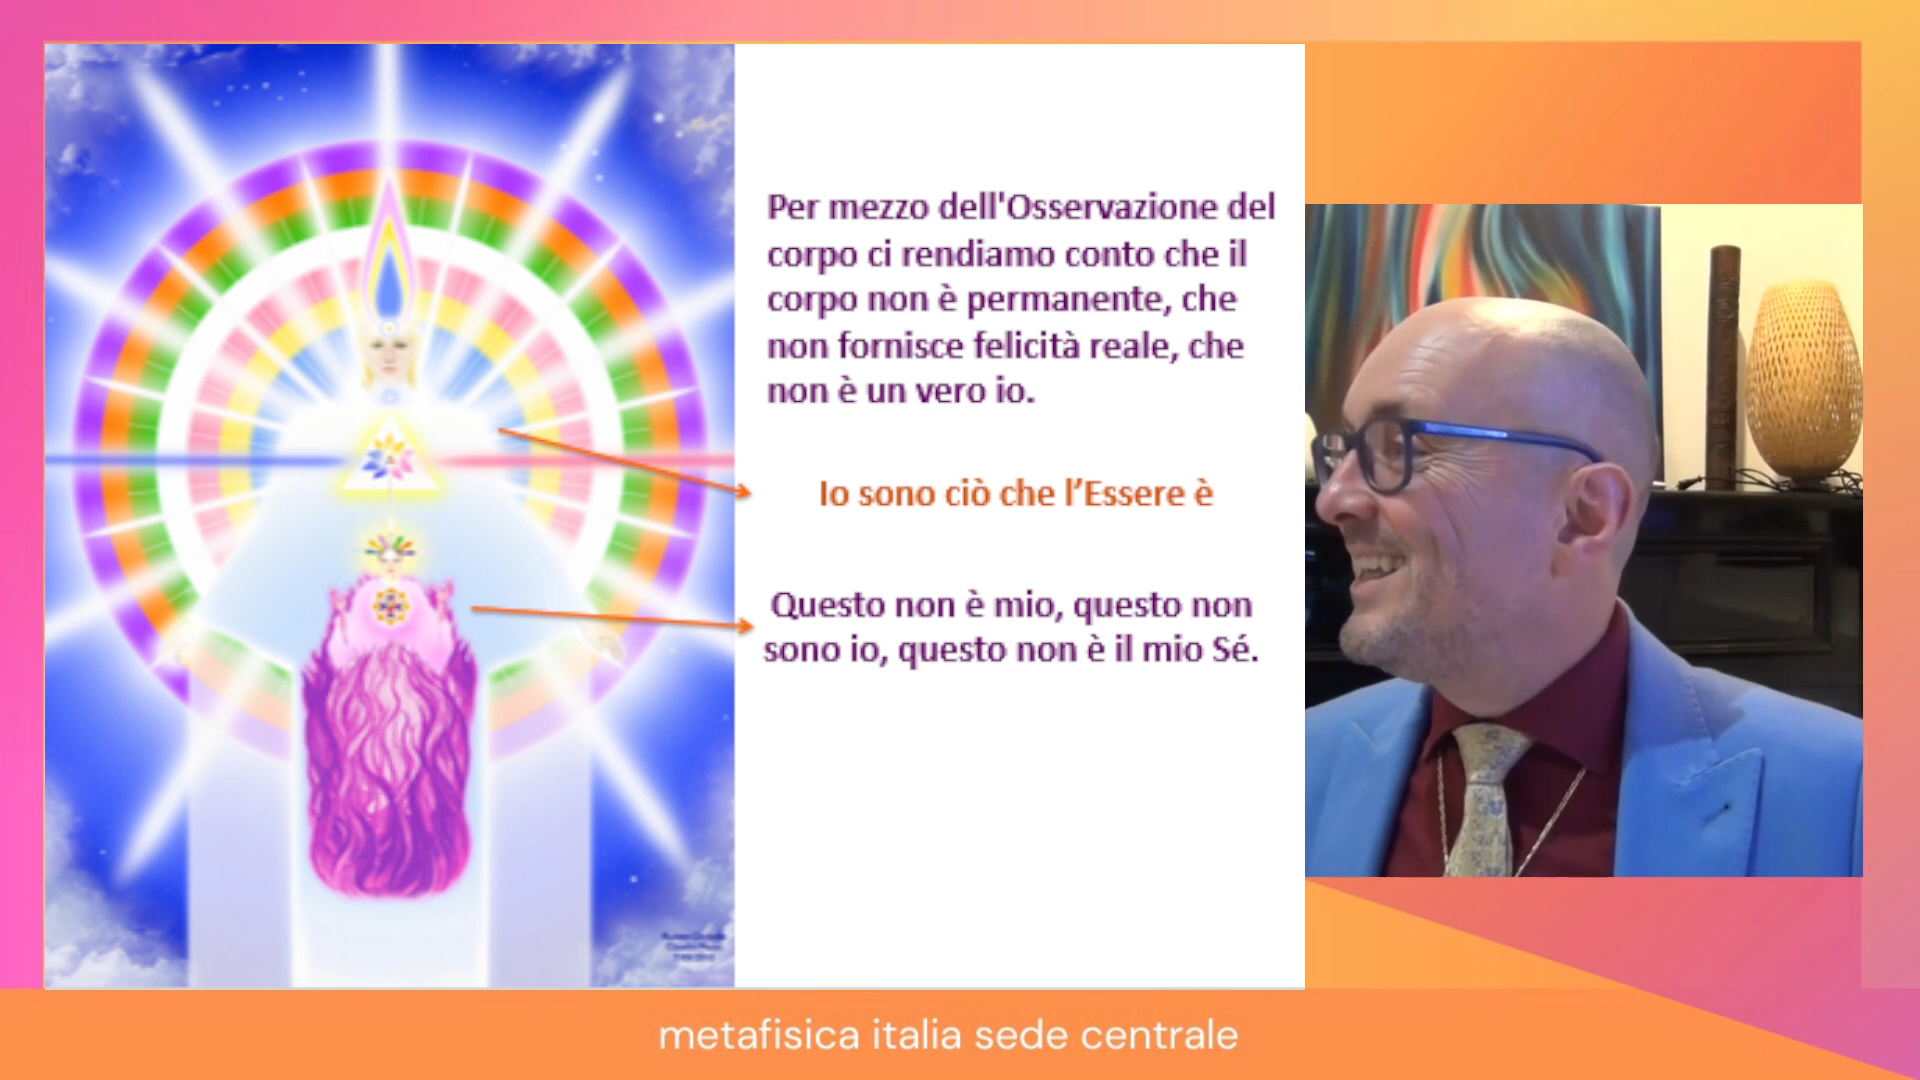 Per mezzo dell'Osservazione del
corpo ci rendiamo conto che il
corpo non è permanente, che
non fornisce felicità reale, che
non è un vero io.
Io sono ciò che l’Essere è
Questo non è mio, questo non
sono io, questo non è il mio Sé.
metafisica italia sede centrale